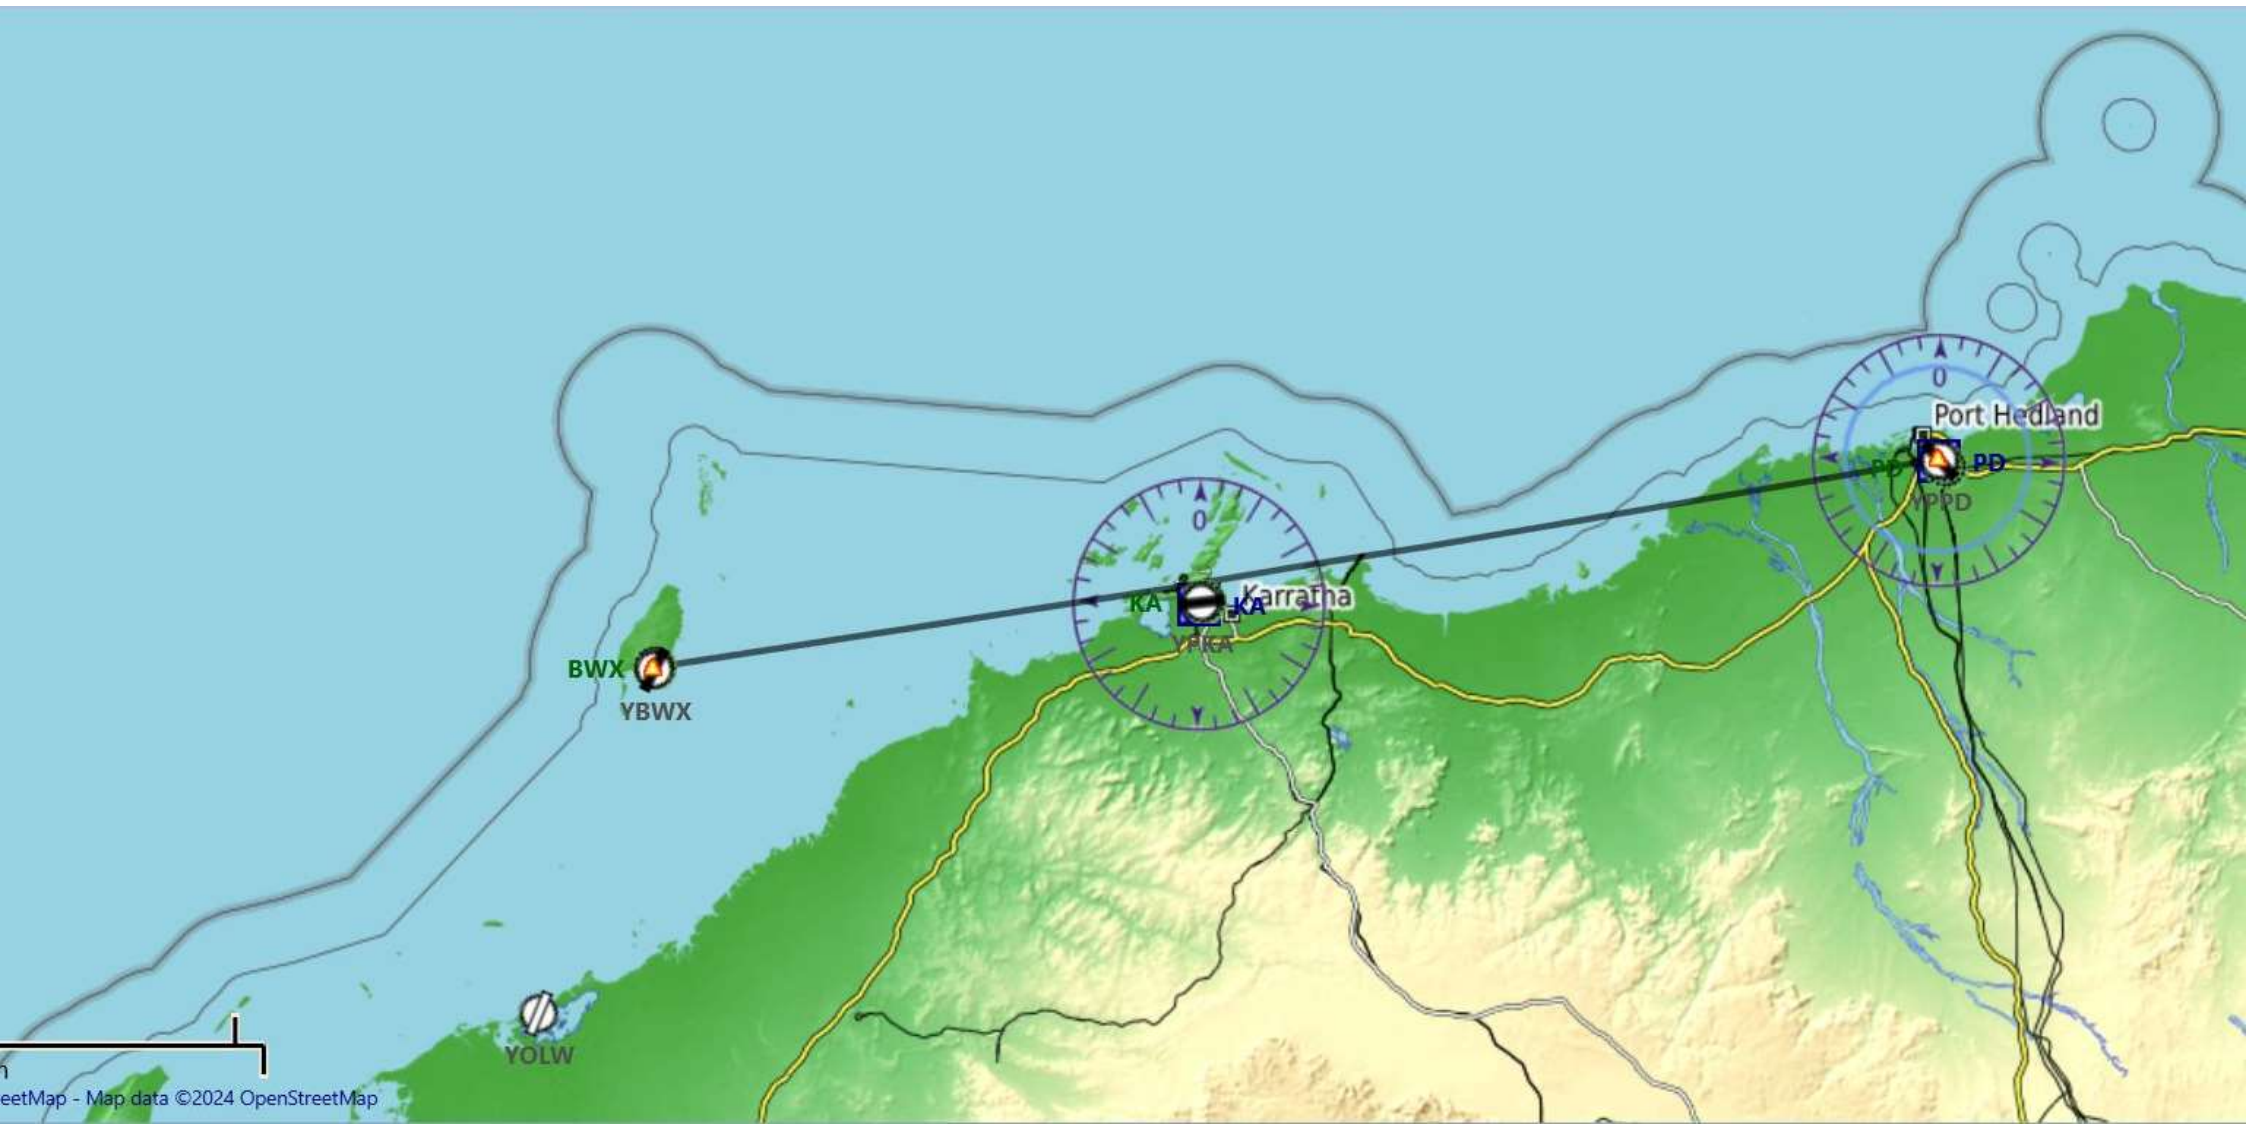 0
Port Hedland
PD
PD
YPPD
0
KA
Karratha
KA
YPKA
BWX
YBWX
YOLW
eetMap - Map data ©2024 OpenStreetMap